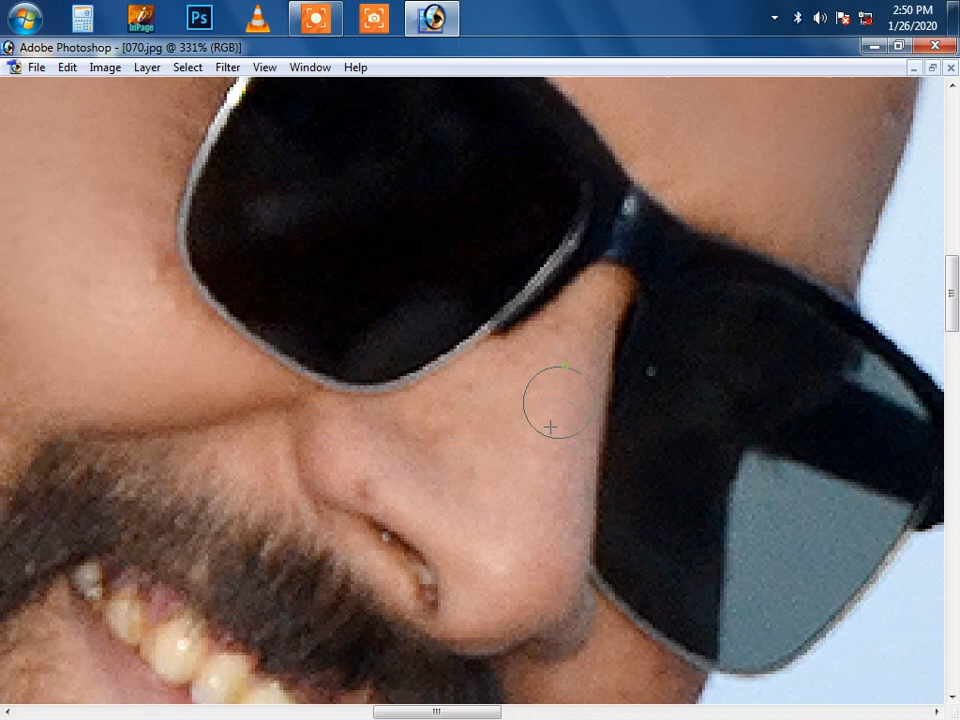 InPage
Ps
2:50 PM
1/26/2020
Adobe Photoshop - [070.jpg @ 331% (RGB)]
File Edit Image Layer Select Filter View Window Help